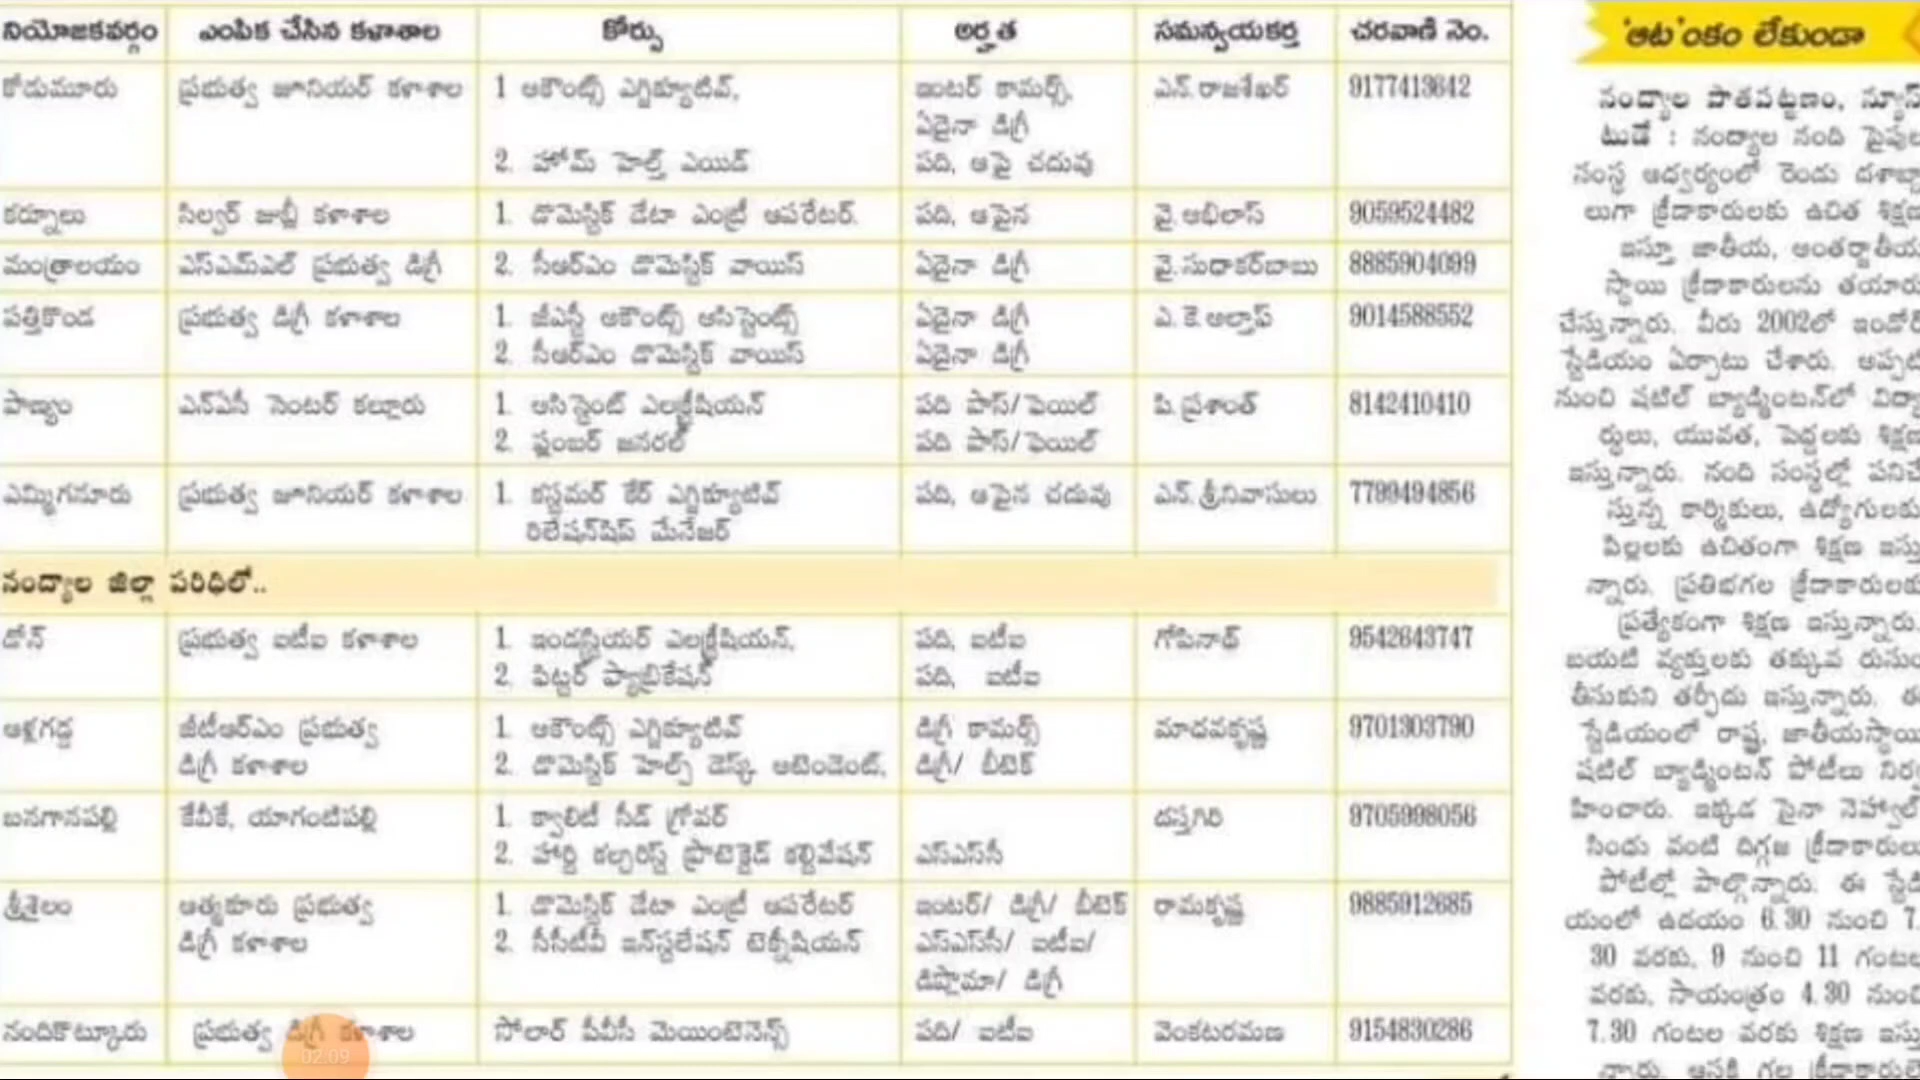 నియోజకవర్గం ఎంపిక చేసిన కళాశాల కోర్సు అర్హత సమన్వయకర్త చరవాణి నెం.
కోడుమూరు ప్రభుత్వ జూనియర్ కళాశాల 1 అకౌంట్స్ ఎగ్జిక్యూటివ్, ఇంటర్ కామర్స్, ఎన్.రాజశేఖర్ 9177413642
ఏదైనా డిగ్రీ
2. హోమ్ హెల్త్ ఎయిడ్ పది, ఆపై చదువు
కర్నూలు సిల్వర్ జుబ్లీ కళాశాల 1. డొమెస్టిక్ డేటా ఎంట్రీ ఆపరేటర్. పది, ఆపైన వై.అభిలాస్ 9059524482
మంత్రాలయం ఎస్ఎమ్ఎల్ ప్రభుత్వ డిగ్రీ 2. సీఆర్ఎం డొమెస్టిక్ వాయిస్ ఏదైనా డిగ్రీ వై.సుధాకర్‌బాబు 8885904099
పత్తికొండ ప్రభుత్వ డిగ్రీ కళాశాల 1. జీఎస్టీ అకౌంట్స్ ఆసిస్టెంట్స్ ఏదైనా డిగ్రీ ఎ.కె.అల్తాఫ్ 9014588552
2. సీఆర్ఎం డొమెస్టిక్ వాయిస్ ఏదైనా డిగ్రీ
పాణ్యం ఎన్ఏసీ సెంటర్ కల్లూరు 1. ఆసిస్టెంట్ ఎలక్ట్రీషియన్ పది పాస్/ఫెయిల్ పి.ప్రశాంత్ 8142410410
2. ప్లంబర్ జనరల్ పది పాస్/ఫెయిల్
ఎమ్మిగనూరు ప్రభుత్వ జూనియర్ కళాశాల 1. కస్టమర్ కేర్ ఎగ్జిక్యూటివ్ పది, ఆపైన చదువు ఎన్.శ్రీనివాసులు 7799494856
రిలేషన్‌షిప్ మేనేజర్
నంద్యాల జిల్లా పరిధిలో..
డోన్ ప్రభుత్వ ఐటీఐ కళాశాల 1. ఇండస్ట్రియర్ ఎలక్ట్రీషియన్, పది, ఐటీఐ గోపినాథ్ 9542643747
2. ఫిట్టర్ ఫ్యాబ్రికేషన్ పది, ఐటీఐ
ఆళ్లగడ్డ జీటీఆర్ఎం ప్రభుత్వ 1. అకౌంట్స్ ఎగ్జిక్యూటివ్ డిగ్రీ కామర్స్ మాధవకృష్ణ 9701303790
డిగ్రీ కళాశాల 2. డొమెస్టిక్ హెల్ప్ డెస్క్ అటెండెంట్, డిగ్రీ/ బీటెక్
బనగానపల్లి కేవీకే, యాగంటిపల్లి 1. క్వాలిటీ సీడ్ గ్రోవర్ దస్తగిరి 9705998056
2. హార్టి కల్చరిస్ట్ ప్రొటెక్టెడ్ కల్టివేషన్ ఎస్ఎస్‌సీ
శ్రీశైలం ఆత్మకూరు ప్రభుత్వ 1. డొమెస్టిక్ డేటా ఎంట్రీ ఆపరేటర్ ఇంటర్/ డిగ్రీ/ బీటెక్ రామకృష్ణ 9885912685
డిగ్రీ కళాశాల 2. సీసీటీవీ ఇన్‌స్టలేషన్ టెక్నీషియన్ ఎస్ఎస్‌సీ/ ఐటీఐ/
డిప్లొమా/ డిగ్రీ
నందికొట్కూరు ప్రభుత్వ డిగ్రీ కళాశాల సోలార్ పీవీసీ మెయింటెనెన్స్ పది/ ఐటీఐ వెంకటరమణ 9154830286
02:09
'ఆట'ంకం లేకుండా
నంద్యాల పాతపట్టణం, న్యూస్
టుడే : నంద్యాల నంది పైపుల
సంస్థ ఆధ్వర్యంలో రెండు దశాబ్దా
లుగా క్రీడాకారులకు ఉచిత శిక్షణ
ఇస్తూ జాతీయ, అంతర్జాతీయ
స్థాయి క్రీడాకారులను తయారు
చేస్తున్నారు. వీరు 2002లో ఇండోర్
స్టేడియం ఏర్పాటు చేశారు. అప్పటి
నుంచి షటిల్ బ్యాడ్మింటన్‌లో విద్యా
ర్థులు, యువత, పెద్దలకు శిక్షణ
ఇస్తున్నారు. నంది సంస్థల్లో పనిచే
స్తున్న కార్మికులు, ఉద్యోగులకు
పిల్లలకు ఉచితంగా శిక్షణ ఇస్తు
న్నారు. ప్రతిభగల క్రీడాకారులకు
ప్రత్యేకంగా శిక్షణ ఇస్తున్నారు.
బయటి వ్యక్తులకు తక్కువ రుసుం
తీసుకుని తర్ఫీదు ఇస్తున్నారు. ఈ
స్టేడియంలో రాష్ట్ర, జాతీయస్థాయి
షటిల్ బ్యాడ్మింటన్ పోటీలు నిర్వ
హించారు. ఇక్కడ సైనా నెహ్వాల్
సింధు వంటి దిగ్గజ క్రీడాకారులు
పోటీల్లో పాల్గొన్నారు. ఈ స్టేడి
యంలో ఉదయం 6.30 నుంచి 7.
30 వరకు, 9 నుంచి 11 గంటల
వరకు, సాయంత్రం 4.30 నుంచి
7.30 గంటల వరకు శిక్షణ ఇస్తు
న్నారు. ఆసక్తి గల క్రీడాకారులే